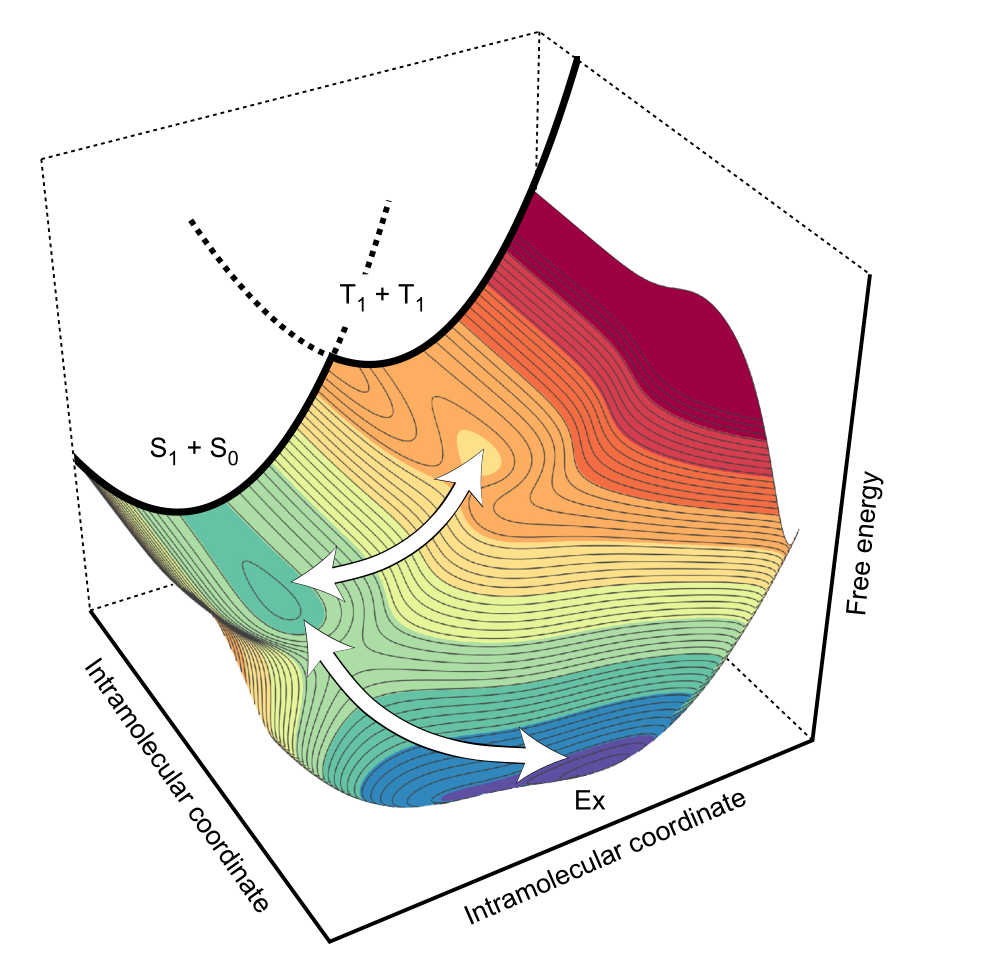 T₁ + T₁
S₁ + S₀
Free energy
Intramolecular coordinate
Ex
Intramolecular coordinate